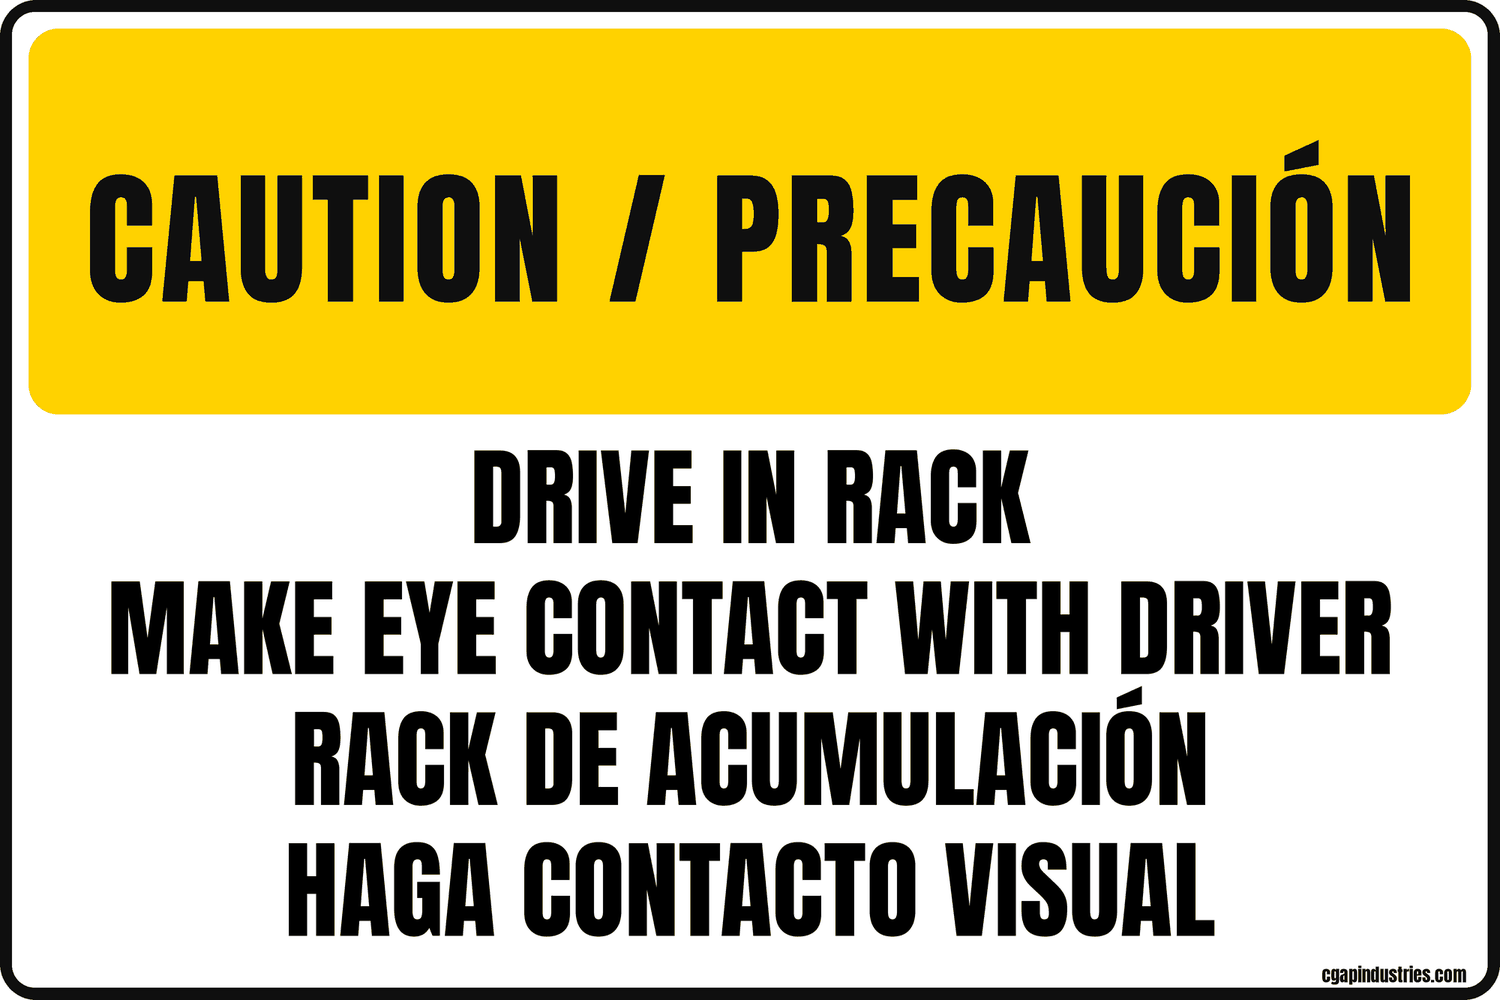 CAUTION / PRECAUCIÓN
DRIVE IN RACK
MAKE EYE CONTACT WITH DRIVER
RACK DE ACUMULACIÓN
HAGA CONTACTO VISUAL
cgapindustries.com